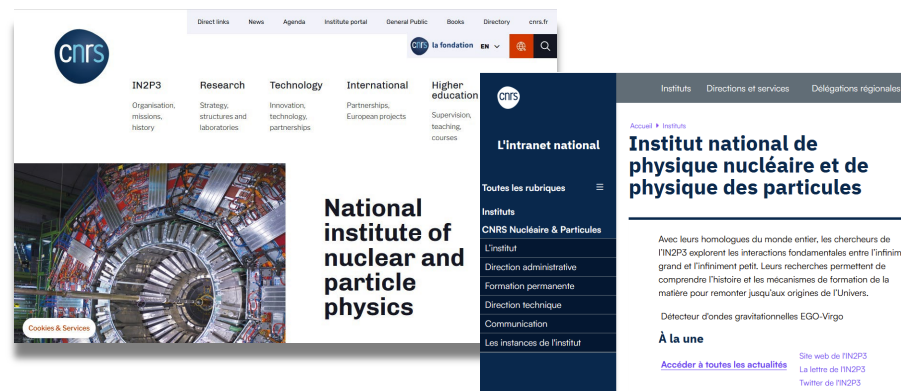 Direct links News Agenda Institute portal General Public Books Directory cnrs.fr
cnrs
cnrs la fondation EN
IN2P3
Organisation,
missions,
history
Research
Strategy,
structures and
laboratories
Technology
Innovation,
technology,
partnerships
International
Partnerships,
European projects
Higher
education
Supervision,
teaching,
courses
National
institute of
nuclear and
particle
physics
Cookies & Services
cnrs
L'intranet national
Toutes les rubriques
Instituts
CNRS Nucléaire & Particules
L'institut
Direction administrative
Formation permanente
Direction technique
Communication
Les instances de l'institut
Instituts Directions et services Délégations régionales
Accueil Instituts
Institut national de
physique nucléaire et de
physique des particules
Avec leurs homologues du monde entier, les chercheurs de
l'IN2P3 explorent les interactions fondamentales entre l'infinim
grand et l'infiniment petit. Leurs recherches permettent de
comprendre l'histoire et les mécanismes de formation de la
matière pour remonter jusqu'aux origines de l'Univers.
Détecteur d'ondes gravitationnelles EGO-Virgo
À la une
Accéder à toutes les actualités
Site web de l'IN2P3
La lettre de l'IN2P3
Twitter de l'IN2P3